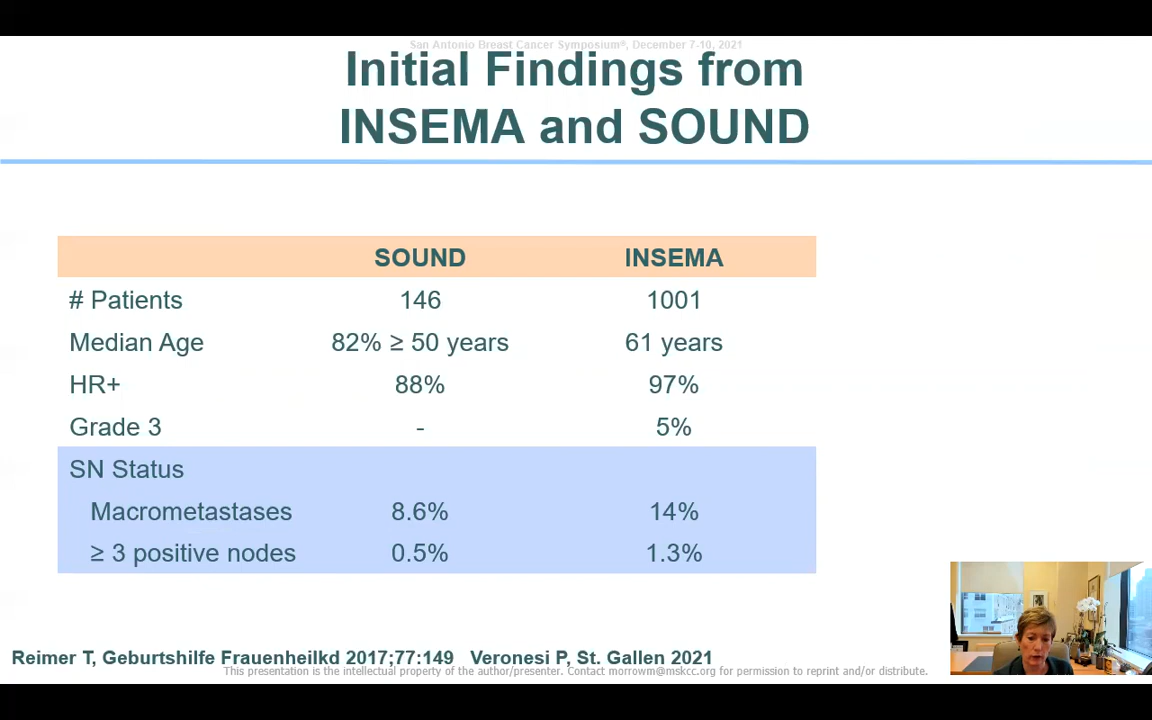 San Antonio Breast Cancer Symposium®, December 7-10, 2021
Initial Findings from
INSEMA and SOUND
SOUND INSEMA
# Patients 146 1001
Median Age 82% ≥ 50 years 61 years
HR+ 88% 97%
Grade 3 - 5%
SN Status
Macrometastases 8.6% 14%
≥ 3 positive nodes 0.5% 1.3%
Reimer T, Geburtshilfe Frauenheilkd 2017;77:149 Veronesi P, St. Gallen 2021
This presentation is the intellectual property of the author/presenter. Contact morrowm@mskcc.org for permission to reprint and/or distribute.